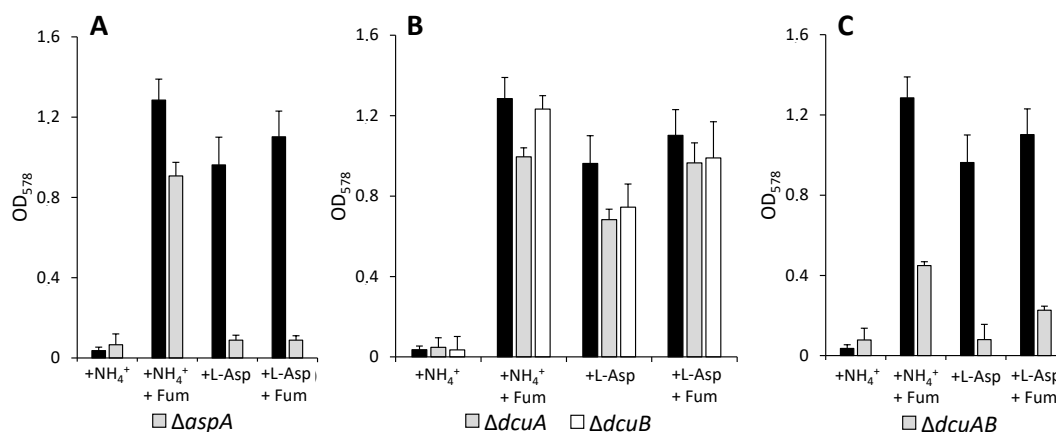 A
B
C
1.6
1.2
0.8
0.4
0
OD578
+NH4+
+NH4+ + Fum
+L-Asp
+L-Asp + Fum
ΔaspA
1.6
1.2
0.8
0.4
0
OD578
+NH4+
+NH4+ + Fum
+L-Asp
+L-Asp + Fum
ΔdcuA
ΔdcuB
1.6
1.2
0.8
0.4
0
OD578
+NH4+
+NH4+ + Fum
+L-Asp
+L-Asp + Fum
ΔdcuAB